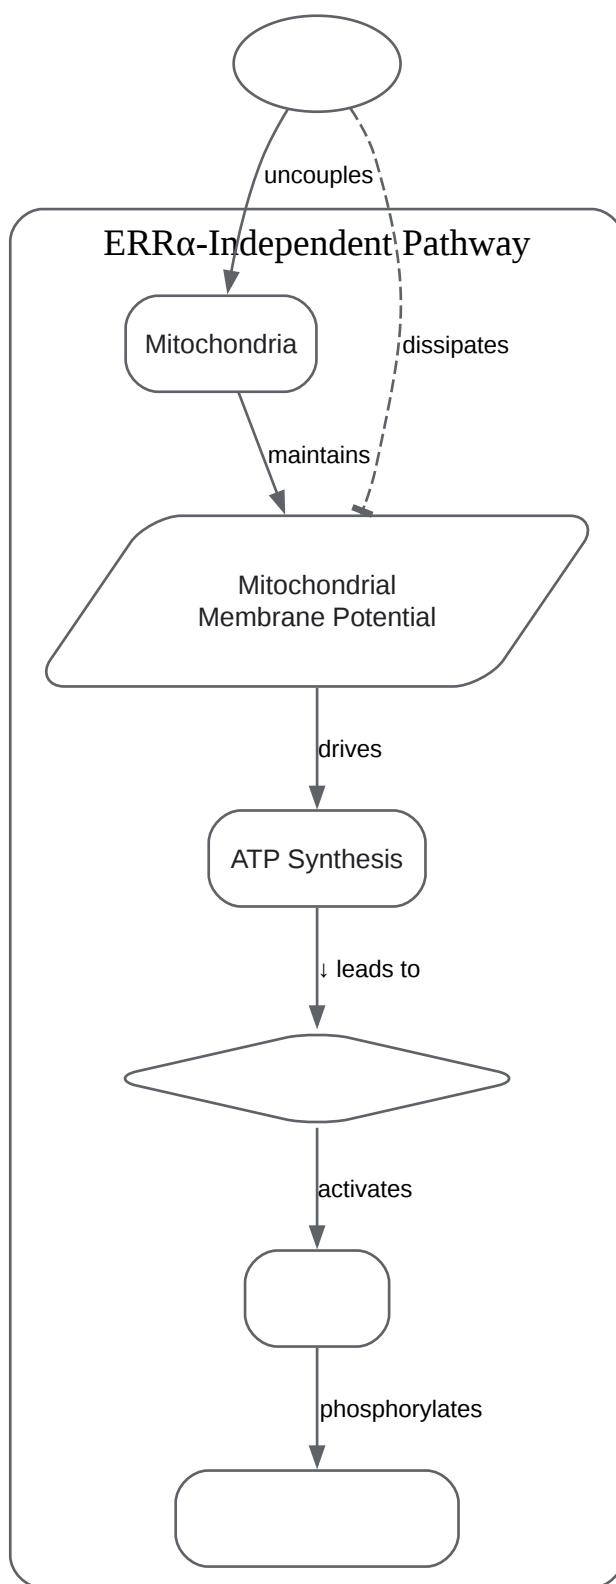 uncouples
ERRα-Independent Pathway
Mitochondria
dissipates
maintains
Mitochondrial
Membrane Potential
drives
ATP Synthesis
↓ leads to
activates
phosphorylates